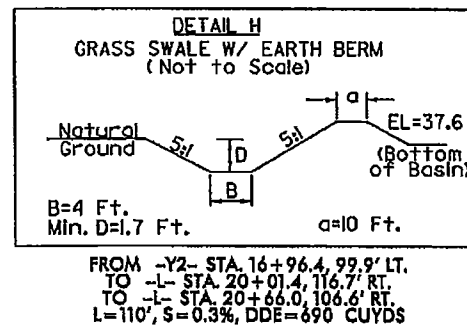 DETAIL H
GRASS SWALE W/ EARTH BERM
(Not to Scale)
a
Natural
Ground
5:1
D
5:1
EL=37.6
(Bottom
of Basin)
B
B=4 Ft.
Min. D=1.7 Ft.
a=10 Ft.
FROM -Y2- STA. 16+96.4, 99.9' LT.
TO -L- STA. 20+01.4, 116.7' RT.
TO -L- STA. 20+66.0, 106.6' RT.
L=110', S=0.3%, DDE=690 CUYDS